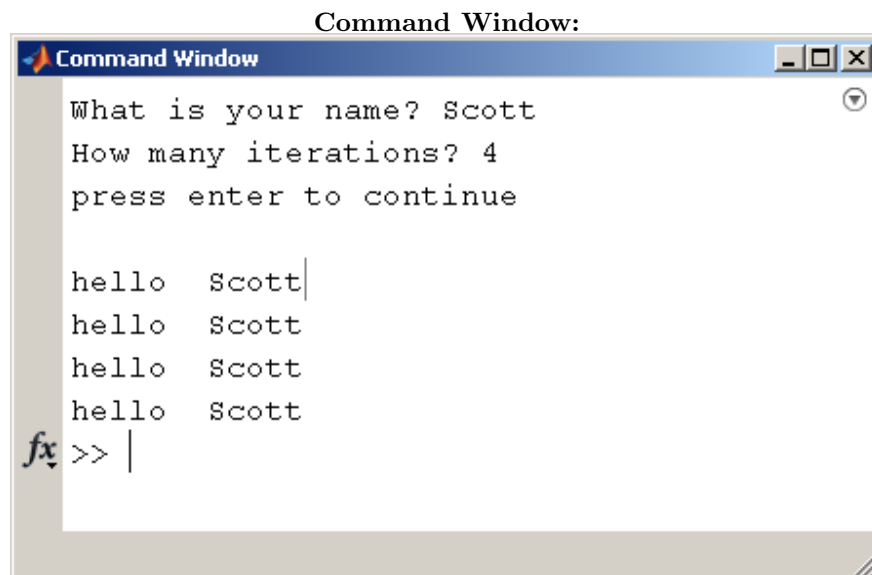 Command Window:
Command Window
What is your name? Scott
How many iterations? 4
press enter to continue
hello  Scott
hello  Scott
hello  Scott
hello  Scott
fx >>